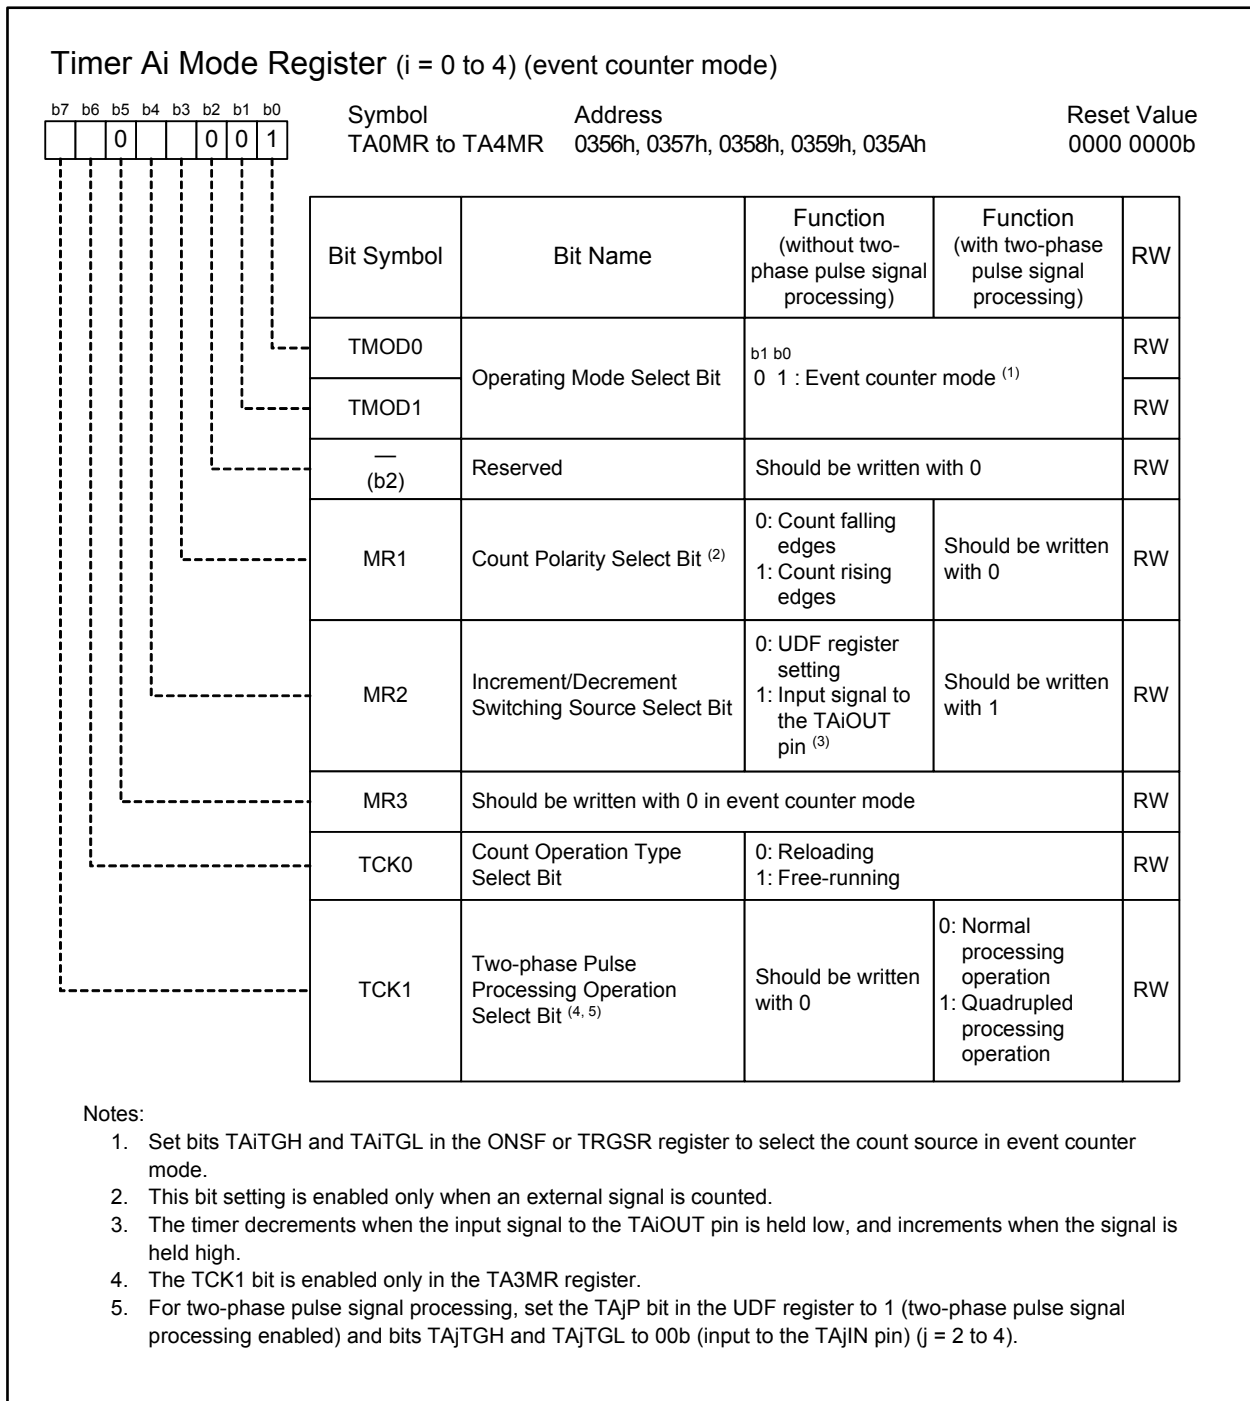 Timer Ai Mode Register (i = 0 to 4) (event counter mode)
b7 b6 b5 b4 b3 b2 b1 b0
0 0 0 1
Symbol Address Reset Value
TA0MR to TA4MR 0356h, 0357h, 0358h, 0359h, 035Ah 0000 0000b
Bit Symbol
Bit Name
Function
(without two-
phase pulse signal
processing)
Function
(with two-phase
pulse signal
processing)
RW
TMOD0
TMOD1
Operating Mode Select Bit
b1 b0
0 1 : Event counter mode (1)
RW
RW
—
(b2)
Reserved
Should be written with 0
RW
MR1
Count Polarity Select Bit (2)
0: Count falling
edges
1: Count rising
edges
Should be written
with 0
RW
MR2
Increment/Decrement
Switching Source Select Bit
0: UDF register
setting
1: Input signal to
the TAiOUT
pin (3)
Should be written
with 1
RW
MR3
Should be written with 0 in event counter mode
RW
TCK0
Count Operation Type
Select Bit
0: Reloading
1: Free-running
RW
TCK1
Two-phase Pulse
Processing Operation
Select Bit (4, 5)
Should be written
with 0
0: Normal
processing
operation
1: Quadrupled
processing
operation
RW
Notes:
1. Set bits TAiTGH and TAiTGL in the ONSF or TRGSR register to select the count source in event counter
mode.
2. This bit setting is enabled only when an external signal is counted.
3. The timer decrements when the input signal to the TAiOUT pin is held low, and increments when the signal is
held high.
4. The TCK1 bit is enabled only in the TA3MR register.
5. For two-phase pulse signal processing, set the TAjP bit in the UDF register to 1 (two-phase pulse signal
processing enabled) and bits TAjTGH and TAjTGL to 00b (input to the TAjIN pin) (j = 2 to 4).